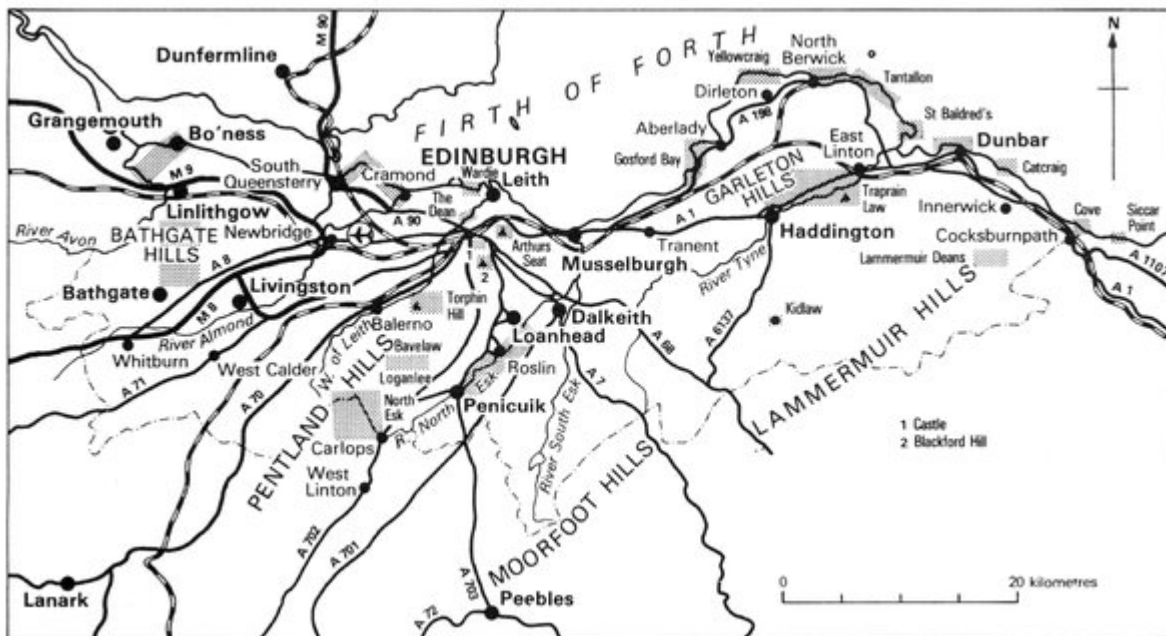 M 90
N
Dunfermline
FIRTH OF FORTH
Yellowcraig
North
Berwick
Tantallon
Dirleton
A 198
St Baldred's
Grangemouth
Bo'ness
Aberlady
East
Linton
Dunbar
Gosford Bay
Catcraig
M 9
South
Queensferry
EDINBURGH
Cramond
Wardie
Leith
GARLETON
HILLS
Traprain
Law
The
Dean
A 90
A 1
Innerwick
Cove
Siccar
Point
Linlithgow
River Avon
BATHGATE
HILLS
Newbridge
Arthurs
Seat
Tranent
Haddington
Cocksburnpath
1
2
Musselburgh
River Tyne
Lammermuir Deans
A 1107
A 1
A 8
Bathgate
Livingston
M 8
River Almond
Torphin
Hill
Balerno
Dalkeith
Kidlaw
Loanhead
Whitburn
West Calder
W. of Leith
Bavelaw
Loganlee
Roslin
A 68
A 6137
A 71
A 70
North
Esk
R. North Esk
Penicuik
A 7
River South Esk
LAMMERMUIR HILLS
PENTLAND HILLS
Carlops
West
Linton
1 Castle
2 Blackford Hill
MOORFOOT HILLS
A 702
A 701
A 703
Lanark
A 72
Peebles
0
20 kilometres